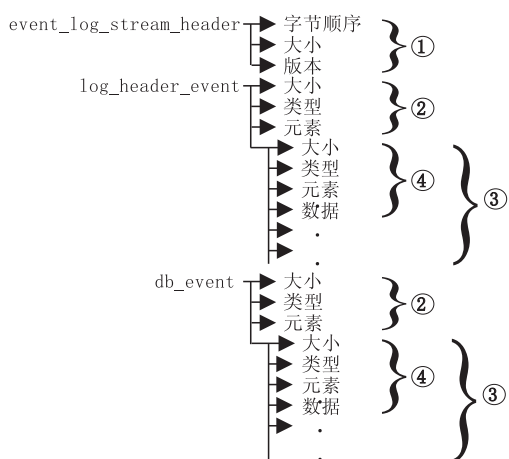 event_log_stream_header 字节顺序
大小 ①
版本
log_header_event 大小
类型 ②
元素
大小
类型
元素 ④ ③
数据
db_event 大小
类型 ②
元素
大小
类型
元素 ④ ③
数据